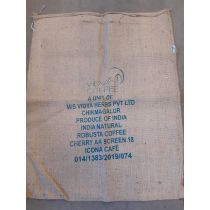 COFFEE
A UNIT OF
M/S VIDYA HERBS PVT LTD
CHIKMAGALUR
PRODUCE OF INDIA
INDIA NATURAL
ROBUSTA COFFEE
CHERRY AA SCREEN.18
ICONA CAFE
014/1383/2019/074